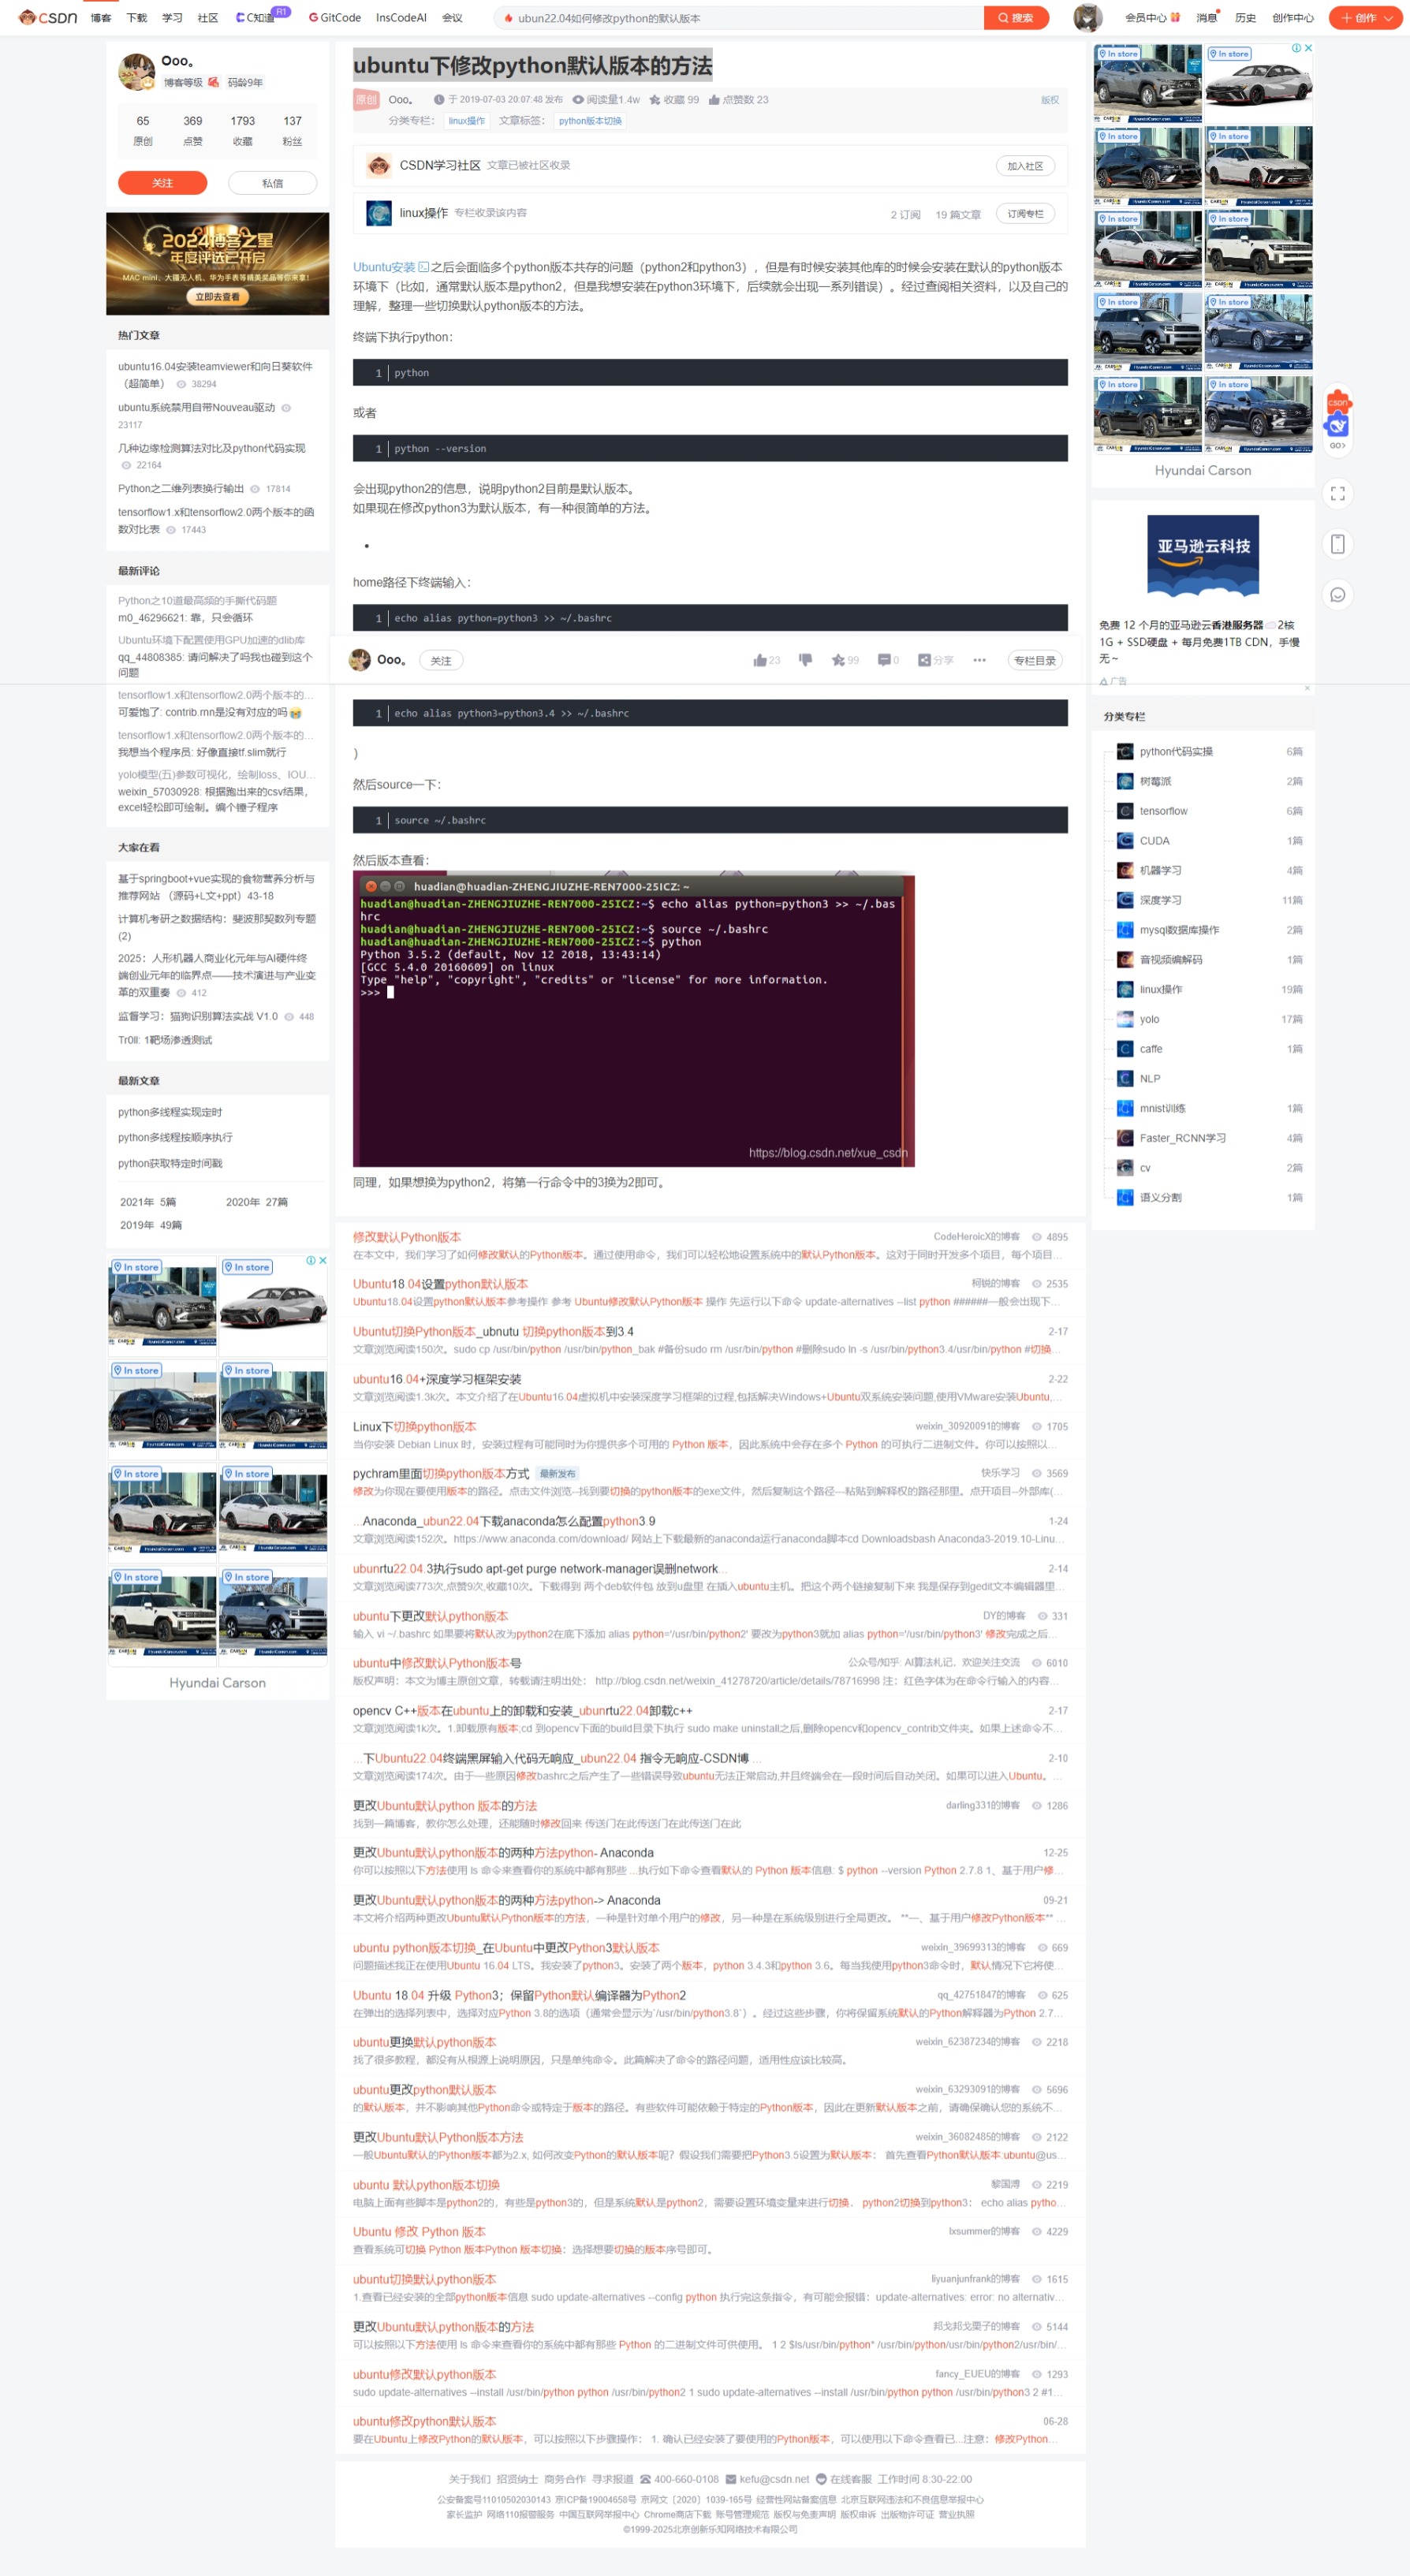 CSDN 博客 下载 学习 社区 C知道 R1 GitCode InsCodeAI 会议 ubun22.04如何修改python的默认版本 搜索 会员中心 消息 历史 创作中心 创作
Ooo。
博客等级 码龄9年
65 369 1793 137
原创 点赞 收藏 粉丝
关注 私信
2024博客之星
年度评选已开启
MAC mini、大疆无人机、华为手表等精美奖品等你来拿!
立即去查看
热门文章
ubuntu16.04安装teamviewer和向日葵软件
（超简单） 38294
ubuntu系统禁用自带Nouveau驱动
23117
几种边缘检测算法对比及python代码实现
22164
Python之二维列表换行输出 17814
tensorflow1.x和tensorflow2.0两个版本的函
数对比表 17443
最新评论
Python之10道最高频的手撕代码题
m0_46296621: 靠，只会循环
Ubuntu环境下配置使用GPU加速的dlib库
qq_44808385: 请问解决了吗我也碰到这个
问题
tensorflow1.x和tensorflow2.0两个版本的...
可爱饱了: contrib.rnn是没有对应的吗😭
tensorflow1.x和tensorflow2.0两个版本的...
我想当个程序员: 好像直接tf.slim就行
yolo模型(五)参数可视化，绘制loss、IOU...
weixin_57030928: 根据跑出来的csv结果，
excel轻松即可绘制。编个锤子程序
大家在看
基于springboot+vue实现的食物营养分析与
推荐网站 （源码+L文+ppt）43-18
计算机考研之数据结构：斐波那契数列专题
(2)
2025：人形机器人商业化元年与AI硬件终
端创业元年的临界点——技术演进与产业变
革的双重奏 412
监督学习：猫狗识别算法实战 V1.0 448
Tr0ll: 1靶场渗透测试
最新文章
python多线程实现定时
python多线程按顺序执行
python获取特定时间戳
2021年 5篇 2020年 27篇
2019年 49篇
In store In store
In store In store
In store In store
In store In store
Hyundai Carson
ubuntu下修改python默认版本的方法
原创 Ooo。 于 2019-07-03 20:07:48 发布 阅读量1.4w 收藏 99 点赞数 23 版权
分类专栏： linux操作 文章标签： python版本切换
CSDN学习社区 文章已被社区收录 加入社区
linux操作 专栏收录该内容 2 订阅 19 篇文章 订阅专栏
Ubuntu安装之后会面临多个python版本共存的问题（python2和python3），但是有时候安装其他库的时候会安装在默认的python版本
环境下（比如，通常默认版本是python2，但是我想安装在python3环境下，后续就会出现一系列错误）。经过查阅相关资料，以及自己的
理解，整理一些切换默认python版本的方法。
终端下执行python：
1 python
或者
1 python --version
会出现python2的信息，说明python2目前是默认版本。
如果现在修改python3为默认版本，有一种很简单的方法。
•
home路径下终端输入：
1 echo alias python=python3 >> ~/.bashrc
Ooo。 关注 23 99 0 分享 ••• 专栏目录
1 echo alias python3=python3.4 >> ~/.bashrc
）
然后source一下：
1 source ~/.bashrc
然后版本查看：
huadian@huadian-ZHENGJIUZHE-REN7000-25ICZ: ~
huadian@huadian-ZHENGJIUZHE-REN7000-25ICZ:~$ echo alias python=python3 >> ~/.bas
hrc
huadian@huadian-ZHENGJIUZHE-REN7000-25ICZ:~$ source ~/.bashrc
huadian@huadian-ZHENGJIUZHE-REN7000-25ICZ:~$ python
Python 3.5.2 (default, Nov 12 2018, 13:43:14)
[GCC 5.4.0 20160609] on linux
Type "help", "copyright", "credits" or "license" for more information.
>>>
https://blog.csdn.net/xue_csdn
同理，如果想换为python2，将第一行命令中的3换为2即可。
修改默认Python版本 CodeHeroicX的博客 4895
在本文中，我们学习了如何修改默认的Python版本。通过使用命令，我们可以轻松地设置系统中的默认Python版本。这对于同时开发多个项目，每个项目...
Ubuntu18.04设置python默认版本 柯锐的博客 2535
Ubuntu18.04设置python默认版本参考操作 参考 Ubuntu修改默认Python版本 操作 先运行以下命令 update-alternatives --list python ######一般会出现下...
Ubuntu切换Python版本_ubnutu 切换python版本到3.4 2-17
文章浏览阅读150次。sudo cp /usr/bin/python /usr/bin/python_bak #备份sudo rm /usr/bin/python #删除sudo ln -s /usr/bin/python3.4/usr/bin/python #切换...
ubuntu16.04+深度学习框架安装 2-22
文章浏览阅读1.3k次。本文介绍了在Ubuntu16.04虚拟机中安装深度学习框架的过程,包括解决Windows+Ubuntu双系统安装问题,使用VMware安装Ubuntu,...
Linux下切换python版本 weixin_30920091的博客 1705
当你安装 Debian Linux 时，安装过程有可能同时为你提供多个可用的 Python 版本，因此系统中会存在多个 Python 的可执行二进制文件。你可以按照以...
pychram里面切换python版本方式 最新发布 快乐学习 3569
修改为你现在要使用版本的路径。点击文件浏览--找到要切换的python版本的exe文件，然后复制这个路径---粘贴到解释权的路径那里。点开项目--外部库(...
...Anaconda_ubun22.04下载anaconda怎么配置python3.9 1-24
文章浏览阅读152次。https://www.anaconda.com/download/ 网站上下载最新的anaconda运行anaconda脚本cd Downloadsbash Anaconda3-2019.10-Linu...
ubunrtu22.04.3执行sudo apt-get purge network-manager误删network... 2-14
文章浏览阅读773次,点赞9次,收藏10次。下载得到 两个deb软件包 放到u盘里 在插入ubuntu主机。把这个两个链接复制下来 我是保存到gedit文本编辑器里...
ubuntu下更改默认python版本 DY的博客 331
输入 vi ~/.bashrc 如果要将默认改为python2在底下添加 alias python='/usr/bin/python2' 要改为python3就加 alias python='/usr/bin/python3' 修改完成之后...
ubuntu中修改默认Python版本号 公众号/知乎: AI算法札记，欢迎关注交流 6010
版权声明：本文为博主原创文章，转载请注明出处： http://blog.csdn.net/weixin_41278720/article/details/78716998 注：红色字体为在命令行输入的内容...
opencv C++版本在ubuntu上的卸载和安装_ubunrtu22.04卸载c++ 2-17
文章浏览阅读1k次。1.卸载原有版本;cd 到opencv下面的build目录下执行 sudo make uninstall之后,删除opencv和opencv_contrib文件夹。如果上述命令不...
...下Ubuntu22.04终端黑屏输入代码无响应_ubun22.04 指令无响应-CSDN博 ... 2-10
文章浏览阅读174次。由于一些原因修改bashrc之后产生了一些错误导致ubuntu无法正常启动,并且终端会在一段时间后自动关闭。如果可以进入Ubuntu, ...
更改Ubuntu默认python 版本的方法 darling331的博客 1286
找到一篇博客，教你怎么处理，还能随时修改回来 传送门在此传送门在此传送门在此
更改Ubuntu默认python版本的两种方法python- Anaconda 12-25
你可以按照以下方法使用 ls 命令来查看你的系统中都有那些 ...执行如下命令查看默认的 Python 版本信息: $ python --version Python 2.7.8 1、基于用户修...
更改Ubuntu默认python版本的两种方法python-> Anaconda 09-21
本文将介绍两种更改Ubuntu默认Python版本的方法，一种是针对单个用户的修改，另一种是在系统级别进行全局更改。 **一、基于用户修改Python版本** ...
ubuntu python版本切换_在Ubuntu中更改Python3默认版本 weixin_39699313的博客 669
问题描述我正在使用Ubuntu 16.04 LTS。我安装了python3。安装了两个版本，python 3.4.3和python 3.6。每当我使用python3命令时，默认情况下它将使...
Ubuntu 18.04 升级 Python3；保留Python默认编译器为Python2 qq_42751847的博客 625
在弹出的选择列表中，选择对应Python 3.8的选项（通常会显示为`/usr/bin/python3.8`）。经过这些步骤，你将保留系统默认的Python解释器为Python 2.7...
ubuntu更换默认python版本 weixin_62387234的博客 2218
找了很多教程，都没有从根源上说明原因，只是单纯命令。此篇解决了命令的路径问题，适用性应该比较高。
ubuntu更改python默认版本 weixin_63293091的博客 5696
的默认版本，并不影响其他Python命令或特定于版本的路径。有些软件可能依赖于特定的Python版本，因此在更新默认版本之前，请确保确认您的系统不...
更改Ubuntu默认Python版本方法 weixin_36082485的博客 2122
一般Ubuntu默认的Python版本都为2.x, 如何改变Python的默认版本呢？假设我们需要把Python3.5设置为默认版本： 首先查看Python默认版本:ubuntu@us...
ubuntu 默认python版本切换 黎国溥 2219
电脑上面有些脚本是python2的，有些是python3的，但是系统默认是python2，需要设置环境变量来进行切换． python2切换到python3： echo alias pytho...
Ubuntu 修改 Python 版本 lxsummer的博客 4229
查看系统可切换 Python 版本Python 版本切换：选择想要切换的版本序号即可。
ubuntu切换默认python版本 liyuanjunfrank的博客 1615
1.查看已经安装的全部python版本信息 sudo update-alternatives --config python 执行完这条指令，有可能会报错：update-alternatives: error: no alternativ...
更改Ubuntu默认python版本的方法 邦戈邦戈栗子的博客 5144
可以按照以下方法使用 ls 命令来查看你的系统中都有那些 Python 的二进制文件可供使用。 1 2 $ls/usr/bin/python* /usr/bin/python/usr/bin/python2/usr/bin/...
ubuntu修改默认python版本 fancy_EUEU的博客 1293
sudo update-alternatives --install /usr/bin/python python /usr/bin/python2 1 sudo update-alternatives --install /usr/bin/python python /usr/bin/python3 2 #1...
ubuntu修改python默认版本 06-28
要在Ubuntu上修改Python的默认版本，可以按照以下步骤操作： 1. 确认已经安装了要使用的Python版本，可以使用以下命令查看已...注意：修改Python...
关于我们 招贤纳士 商务合作 寻求报道 400-660-0108 kefu@csdn.net 在线客服 工作时间 8:30-22:00
公安备案号11010502030143 京ICP备19004658号 京网文〔2020〕1039-165号 经营性网站备案信息 北京互联网违法和不良信息举报中心
家长监护 网络110报警服务 中国互联网举报中心 Chrome商店下载 账号管理规范 版权与免责声明 版权申诉 出版物许可证 营业执照
©1999-2025北京创新乐知网络技术有限公司
In store In store
In store In store
In store In store
In store In store
In store In store
Hyundai Carson
亚马逊云科技
免费 12 个月的亚马逊云香港服务器☁️2核
1G + SSD硬盘 + 每月免费1TB CDN，手慢
无～
广告
分类专栏
python代码实操 6篇
树莓派 2篇
tensorflow 6篇
CUDA 1篇
机器学习 4篇
深度学习 11篇
mysql数据库操作 2篇
音视频编解码 1篇
linux操作 19篇
yolo 17篇
caffe 1篇
NLP
mnist训练 1篇
Faster_RCNN学习 4篇
cv 2篇
语义分割 1篇
CSDN
GO>